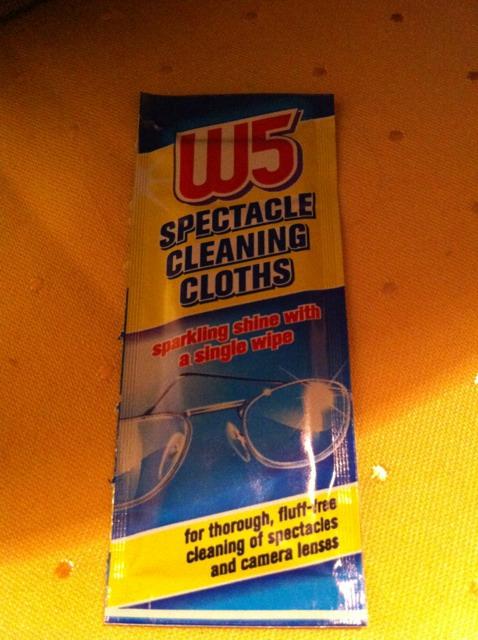 W5
SPECTACLE
CLEANING
CLOTHS
sparkling shine with
a single wipe
for thorough, fluff-free
cleaning of spectacles
and camera lenses